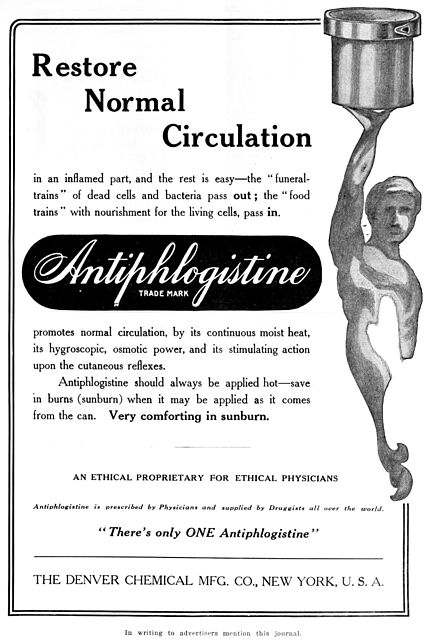 Restore
Normal
Circulation
in an inflamed part, and the rest is easy—the "funeral-
trains" of dead cells and bacteria pass out; the "food
trains" with nourishment for the living cells, pass in.
Antiphlogistine
TRADE MARK
promotes normal circulation, by its continuous moist heat,
its hygroscopic, osmotic power, and its stimulating action
upon the cutaneous reflexes.
Antiphlogistine should always be applied hot—save
in burns (sunburn) when it may be applied as it comes
from the can. Very comforting in sunburn.
AN ETHICAL PROPRIETARY FOR ETHICAL PHYSICIANS
Antiphlogistine is prescribed by Physicians and supplied by Druggists all over the world.
"There's only ONE Antiphlogistine"
THE DENVER CHEMICAL MFG. CO., NEW YORK, U. S. A.
In writing to advertisers mention this journal.